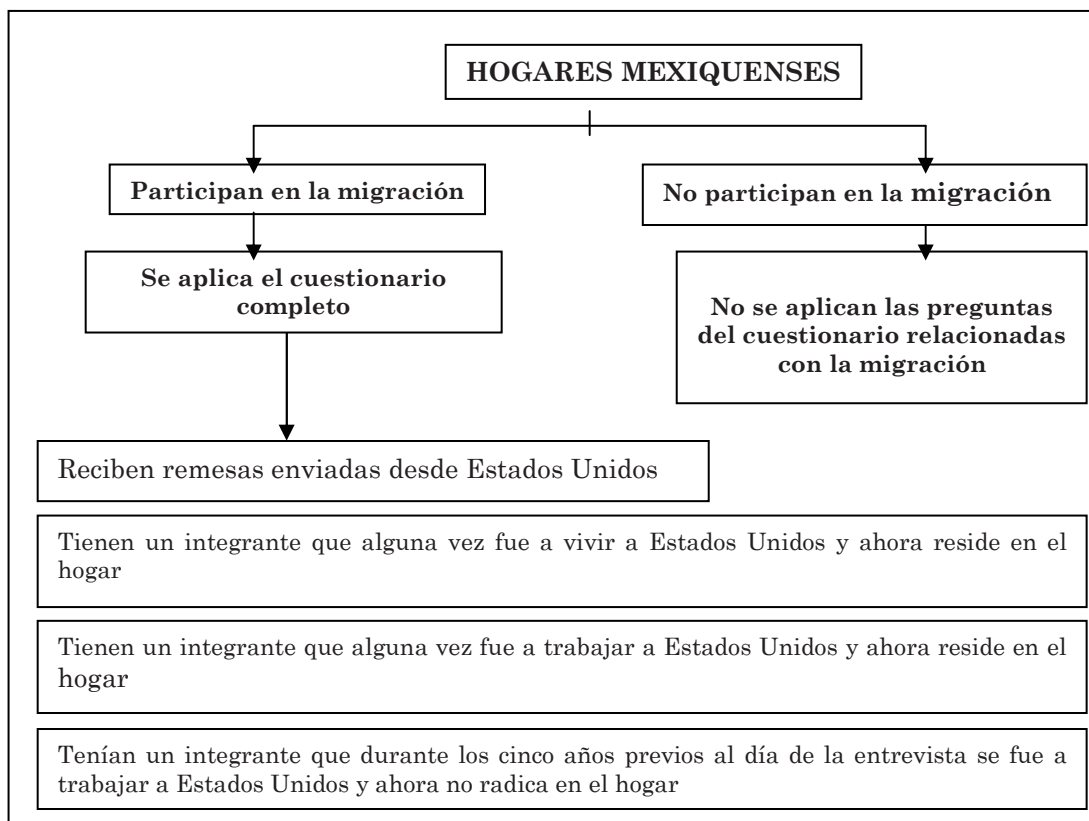 HOGARES MEXIQUENSES
Participan en la migración
No participan en la migración
Se aplica el cuestionario
completo
No se aplican las preguntas
del cuestionario relacionadas
con la migración
Reciben remesas enviadas desde Estados Unidos
Tienen un integrante que alguna vez fue a vivir a Estados Unidos y ahora reside en el
hogar
Tienen un integrante que alguna vez fue a trabajar a Estados Unidos y ahora reside en el
hogar
Tenían un integrante que durante los cinco años previos al día de la entrevista se fue a
trabajar a Estados Unidos y ahora no radica en el hogar